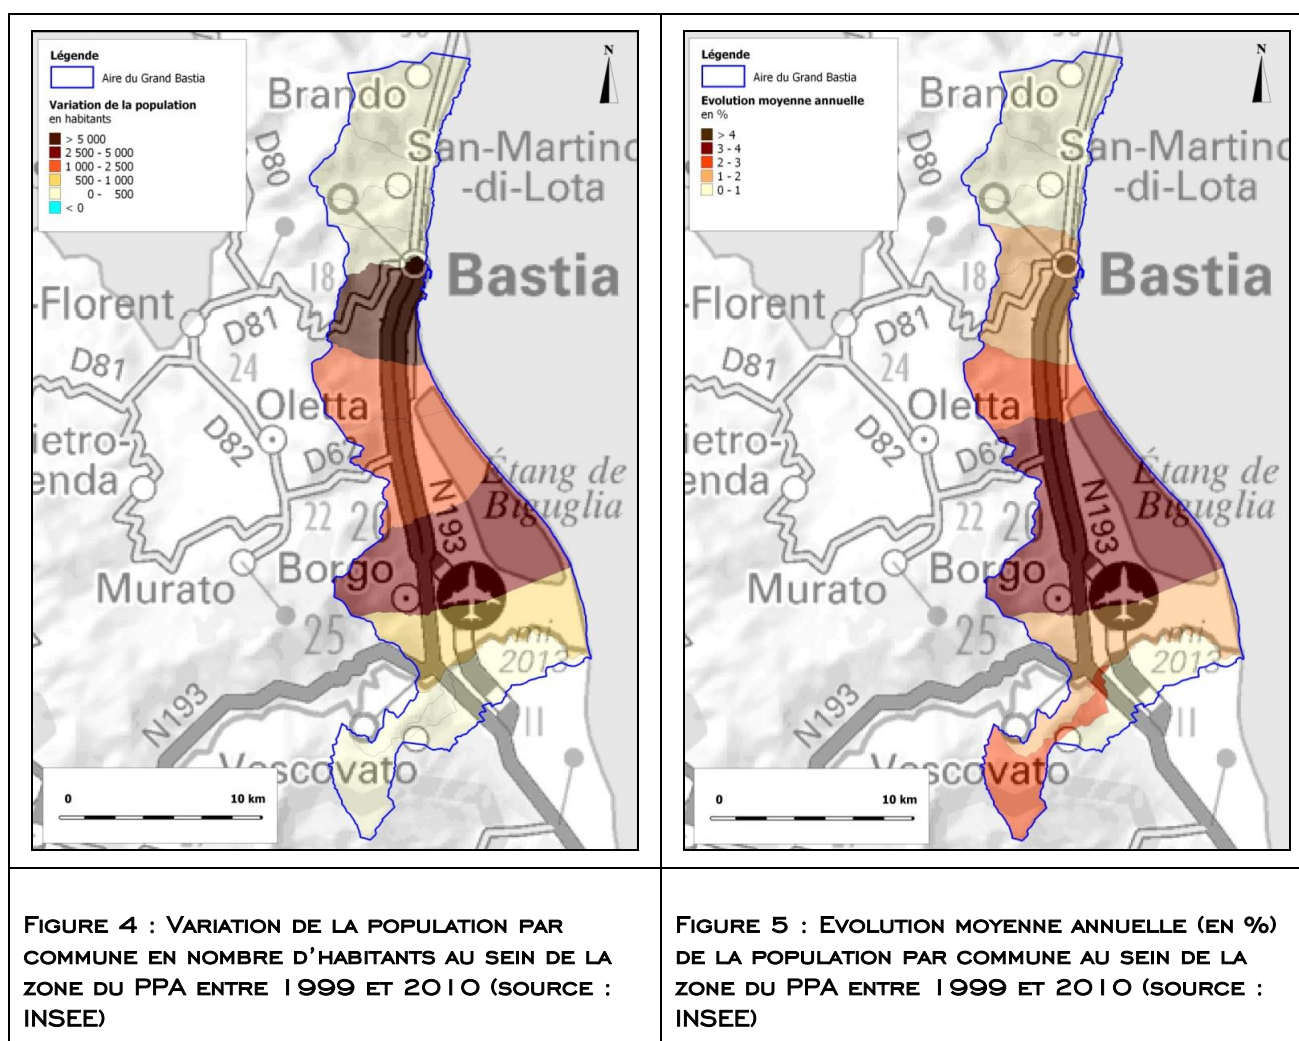 Légende
Aire du Grand Bastia
Variation de la population
en habitants
> 5 000
2 500 - 5 000
1 000 - 2 500
500 - 1 000
0 - 500
< 0
N
Brando
D80
San-Martino
-di-Lota
Bastia
18
-Florent
D81
D81
24
Oletta
D82
D62
Étang de
Biguglia
N193
22
20
Borgo
Murato
25
2013
N193
11
Vescovato
0 10 km
Légende
Aire du Grand Bastia
Evolution moyenne annuelle
en %
> 4
3 - 4
2 - 3
1 - 2
0 - 1
N
Brando
D80
San-Martino
-di-Lota
Bastia
18
-Florent
D81
D81
24
Oletta
D82
Étang de
Biguglia
N193
22
20
Borgo
Murato
25
2013
N193
11
Vescovato
0 10 km
Figure 4 : Variation de la population par
commune en nombre d'habitants au sein de la
zone du PPA entre 1999 et 2010 (source :
INSEE)
Figure 5 : Evolution moyenne annuelle (en %)
de la population par commune au sein de la
zone du PPA entre 1999 et 2010 (source :
INSEE)